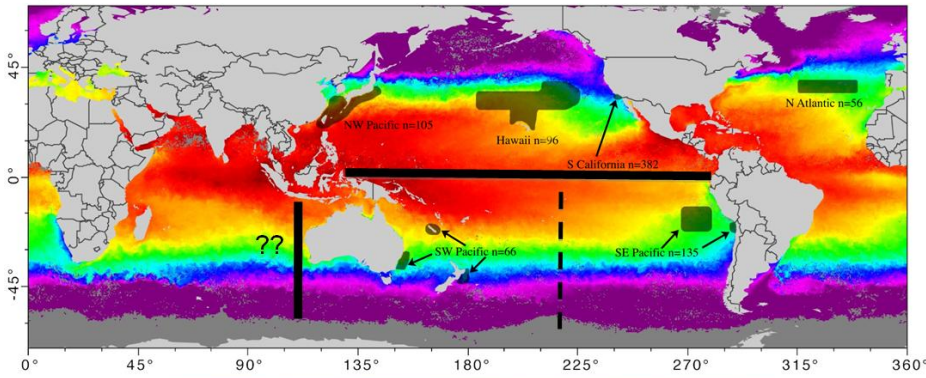 45°
N Atlantic n=56
NW Pacific n=105
Hawaii n=96
S California n=382
0°
??
SW Pacific n=66
SE Pacific n=135
-45°
0° 45° 90° 135° 180° 225° 270° 315° 360°